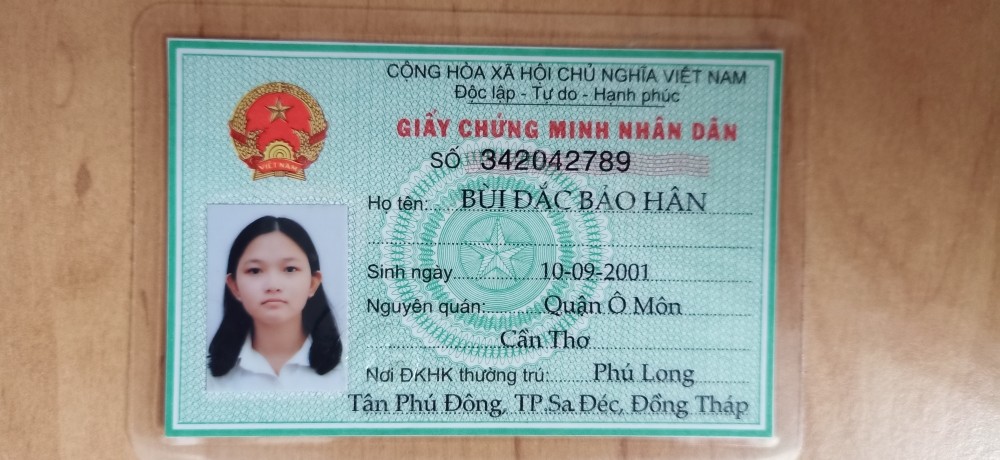 CỘNG HÒA XÃ HỘI CHỦ NGHĨA VIỆT NAM
Độc lập - Tự do - Hạnh phúc
GIẤY CHỨNG MINH NHÂN DÂN
SỐ 342042789
Họ tên: BÙI ĐẮC BẢO HÂN
Sinh ngày 10-09-2001
Nguyên quán: Quận Ô Môn
Cần Thơ
Nơi ĐKHK thường trú: Phú Long
Tân Phú Đông, TP.Sa Đéc, Đồng Tháp
VIỆT NAM